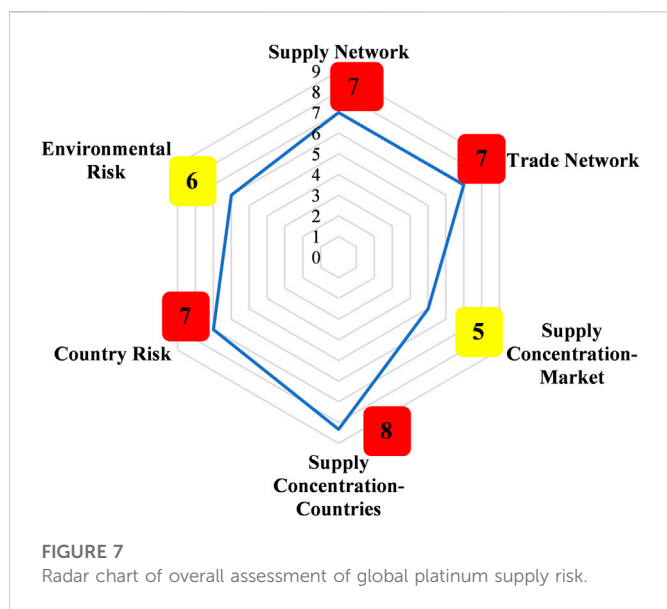 Supply Network
9
8
7
6
5
4
3
2
1
0
7
7
Trade Network
5
Supply
Concentration-
Market
8
Supply
Concentration-
Countries
7
Country Risk
6
Environmental
Risk
FIGURE 7
Radar chart of overall assessment of global platinum supply risk.